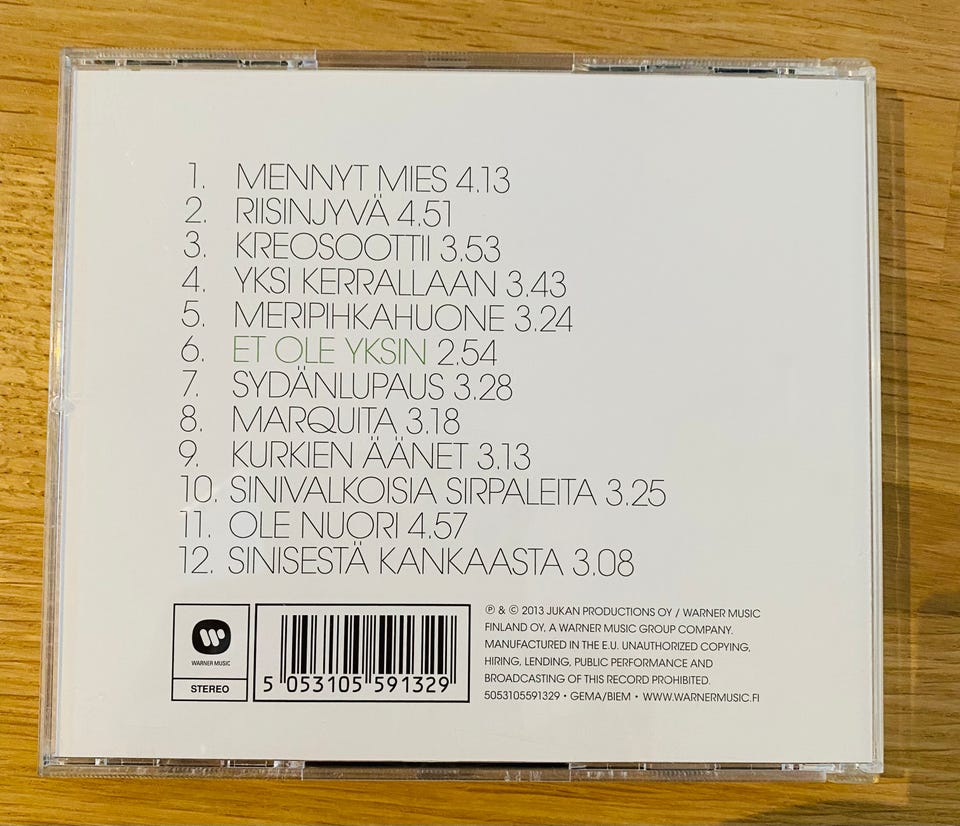 1. MENNYT MIES 4.13
2. RIISINJYVÄ 4.51
3. KREOSOOTTII 3.53
4. YKSI KERRALLAAN 3.43
5. MERIPIHKAHUONE 3.24
6. ET OLE YKSIN 2.54
7. SYDÄNLUPAUS 3.28
8. MARQUITA 3.18
9. KURKIEN ÄÄNET 3.13
10. SINIVALKOISIA SIRPALEITA 3.25
11. OLE NUORI 4.57
12. SINISESTÄ KANKAASTA 3.08
WARNER MUSIC
STEREO
5 053105 591329
℗ & © 2013 JUKAN PRODUCTIONS OY / WARNER MUSIC
FINLAND OY, A WARNER MUSIC GROUP COMPANY.
MANUFACTURED IN THE E.U. UNAUTHORIZED COPYING,
HIRING, LENDING, PUBLIC PERFORMANCE AND
BROADCASTING OF THIS RECORD PROHIBITED.
5053105591329 • GEMA/BIEM • WWW.WARNERMUSIC.FI